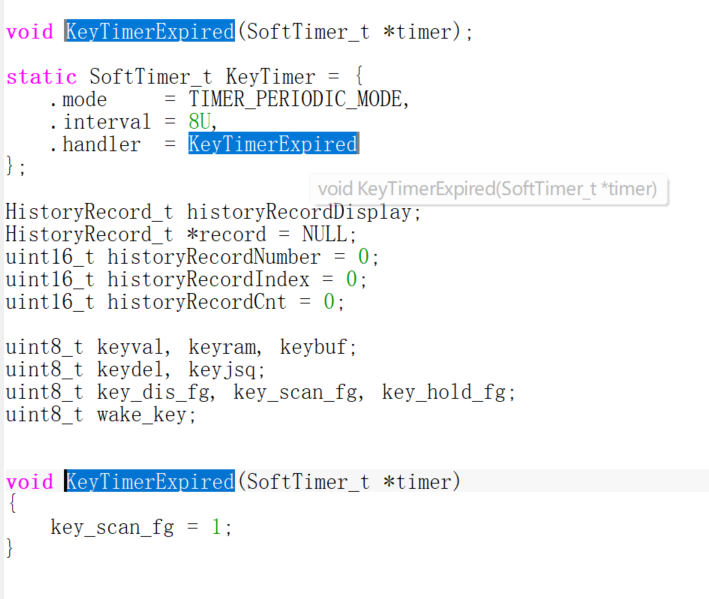 void KeyTimerExpired(SoftTimer_t *timer);
static SoftTimer_t KeyTimer = {
    .mode     = TIMER_PERIODIC_MODE,
    .interval = 8U,
    .handler  = KeyTimerExpired
};
void KeyTimerExpired(SoftTimer_t *timer)
HistoryRecord_t historyRecordDisplay;
HistoryRecord_t *record = NULL;
uint16_t historyRecordNumber = 0;
uint16_t historyRecordIndex = 0;
uint16_t historyRecordCnt = 0;
uint8_t keyval, keyram, keybuf;
uint8_t keydel, keyjsq;
uint8_t key_dis_fg, key_scan_fg, key_hold_fg;
uint8_t wake_key;
void KeyTimerExpired(SoftTimer_t *timer)
{
    key_scan_fg = 1;
}